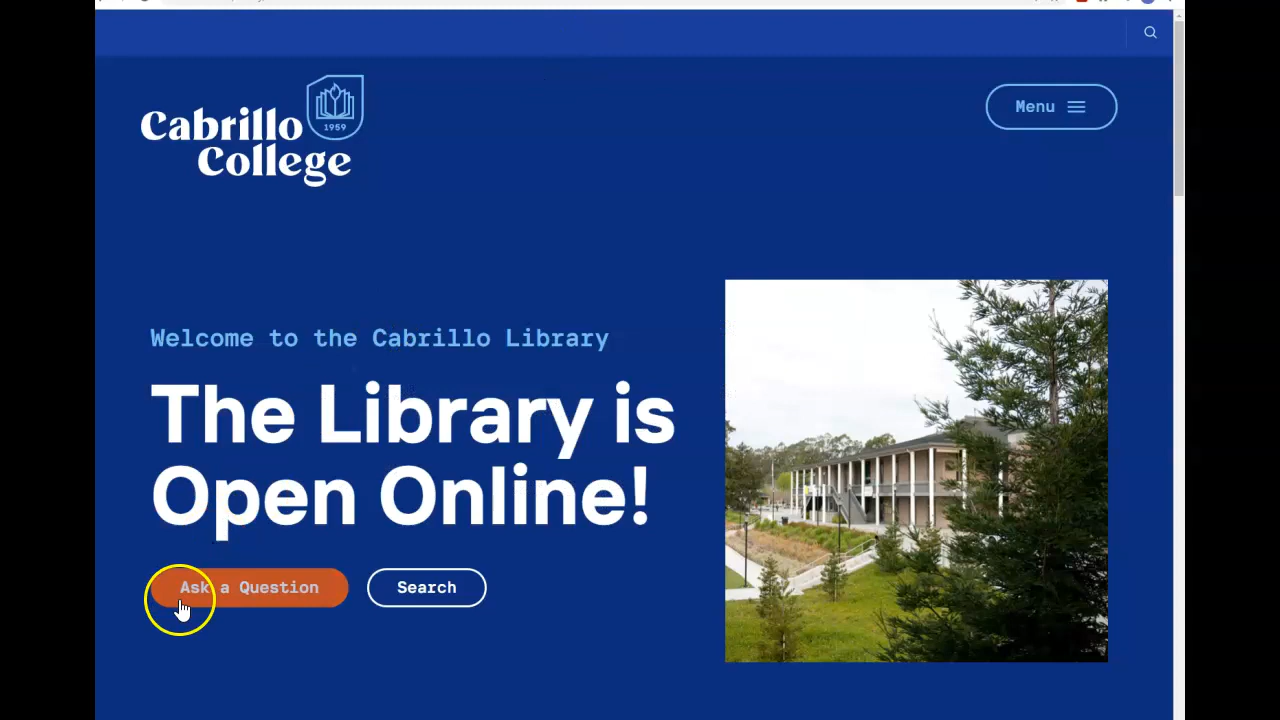 Cabrillo
College
1959
Menu
Welcome to the Cabrillo Library
The Library is
Open Online!
Ask a Question
Search